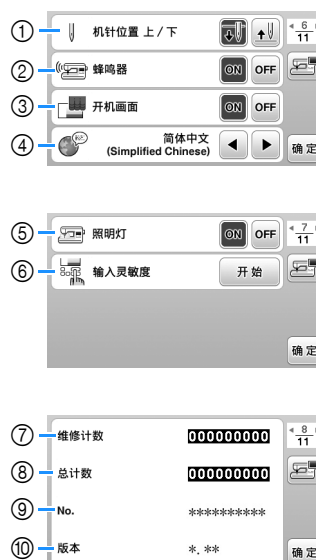 ① 机针位置 上 / 下
6
11
② 蜂鸣器 ON OFF
③ 开机画面 ON OFF
④ 简体中文
(Simplified Chinese)
确 定
⑤ 照明灯 ON OFF
7
11
⑥ 输入灵敏度 开 始
确 定
⑦ 维修计数 000000000
8
11
⑧ 总计数 000000000
⑨ No. **********
⑩ 版本 *. **
确 定